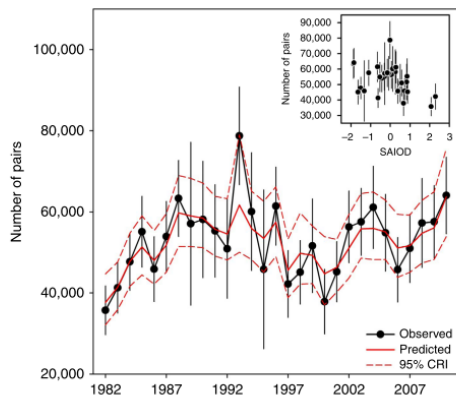 100,000
80,000
60,000
40,000
20,000
Number of pairs
1982 1987 1992 1997 2002 2007
90,000
80,000
70,000
60,000
50,000
40,000
30,000
Number of pairs
−2 −1 0 1 2 3
SAIOD
Observed
Predicted
95% CRI